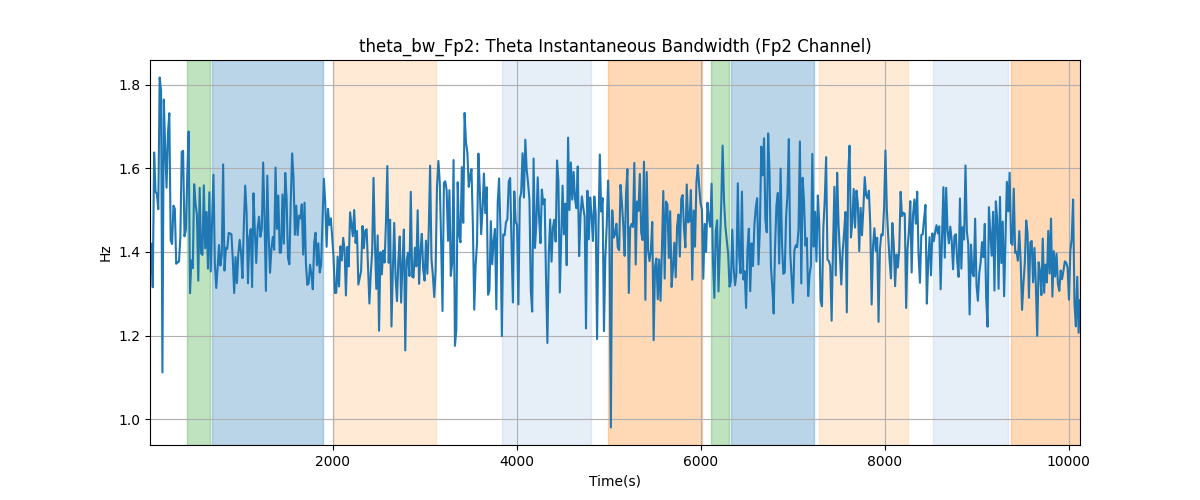 theta_bw_Fp2: Theta Instantaneous Bandwidth (Fp2 Channel)
Hz
1.8
1.6
1.4
1.2
1.0
2000 4000 6000 8000 10000
Time(s)